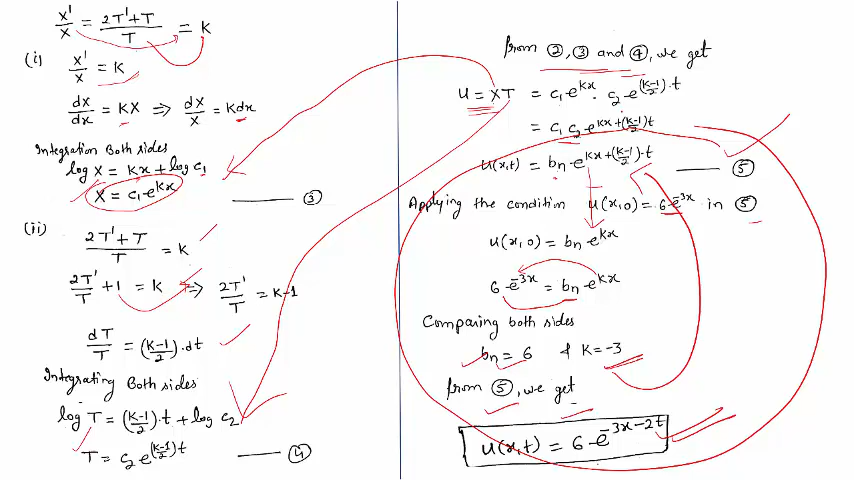 X'/X = 2T'+T/T = K
(i) X'/X = K
dX/dx = KX ⇒ dX/X = Kdx
Integration Both sides
log X = Kx + log C₁
X = C₁e^{Kx} —— ③
(ii)
2T'+T/T = K
2T'/T + 1 = K ⇒ 2T'/T = K-1
dT/T = (K-1/2).dt
Integrating Both sides
log T = (K-1/2).t + log C₂
T = C₂ e^{(K-1/2)t} —— ④
from ②,③ and ④, we get
U = XT = C₁e^{Kx} . C₂ e^{(K-1/2).t}
= C₁ C₂ e^{Kx+(K-1/2)t}
U(x,t) = bn e^{Kx+(K-1/2).t} —— ⑤
Applying the condition U(x,0) = 6e^{-3x} in ⑤
U(x,0) = bn e^{Kx}
6e^{-3x} = bn e^{Kx}
Comparing both sides
bn = 6 & K = -3
from ⑤, we get
U(x,t) = 6e^{-3x-2t}